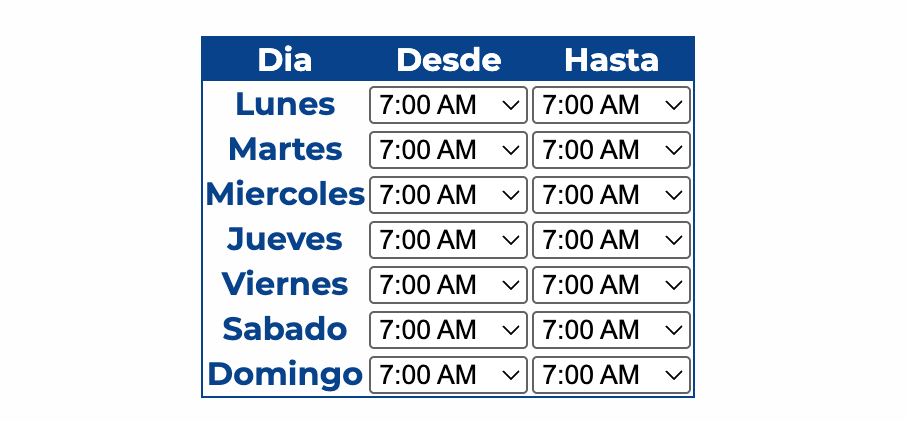 Dia Desde Hasta
Lunes 7:00 AM 7:00 AM
Martes 7:00 AM 7:00 AM
Miercoles 7:00 AM 7:00 AM
Jueves 7:00 AM 7:00 AM
Viernes 7:00 AM 7:00 AM
Sabado 7:00 AM 7:00 AM
Domingo 7:00 AM 7:00 AM